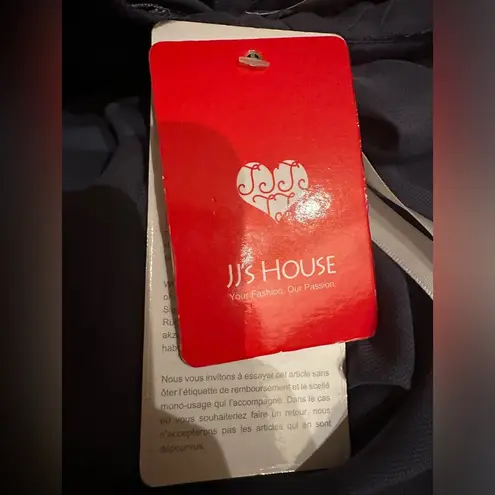 JJ's HOUSE
Your Fashion, Our Passion.
Nous vous invitons à essayer cet article sans
ôter l'étiquette de remboursement et le scellé
mono-usage qui l'accompagne. Dans le cas
où vous souhaiteriez faire un retour, nous
n'accepterons pas les articles qui en sont
dépourvus.